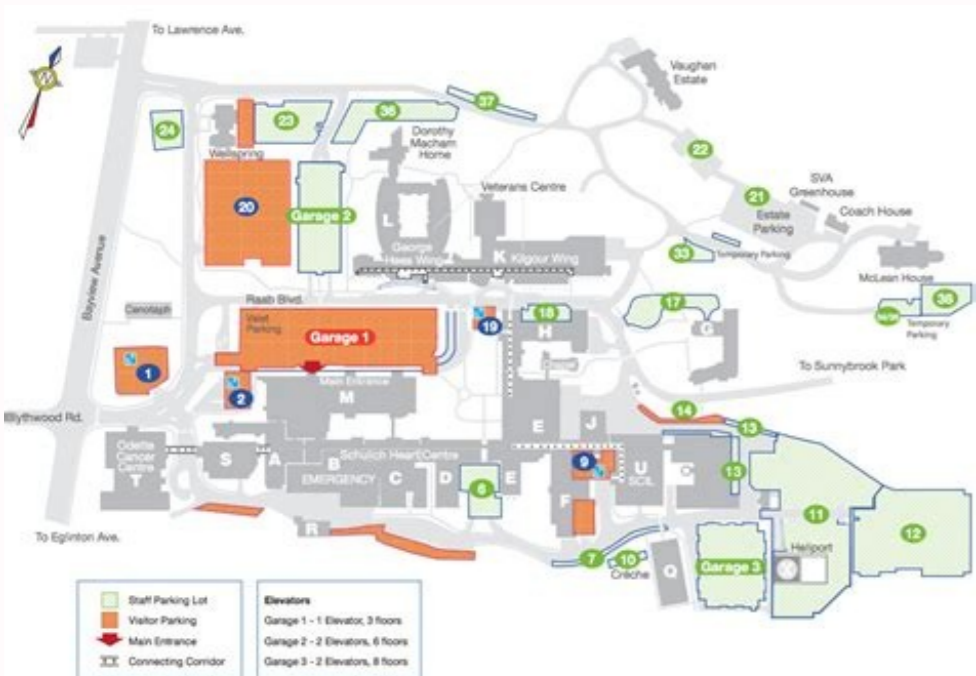 To Lawrence Ave.
Vaughan
Estate
37
24
23
36
Wellspring
Dorothy
Macham
Home
22
SVA
Greenhouse
Veterans Centre
20
Garage 2
21
Estate
Parking
Coach House
L
George
Hees Wing
K
Kilgour Wing
33
Temporary Parking
McLean House
Bayview Avenue
Raab Blvd.
Cenotaph
Valet
Parking
Garage 1
19
18
H
17
G
36
Temporary
Parking
1
2
Main Entrance
M
To Sunnybrook Park
Blythwood Rd.
14
13
E
J
Odette
Cancer
Centre
T
S
A
B
Schulich Heart Centre
EMERGENCY
C
D
6
E
9
F
U
SCIL
13
11
12
R
To Eglinton Ave.
7
10
Creche
Q
Garage 3
Heliport
Staff Parking Lot
Visitor Parking
Main Entrance
Connecting Corridor
Elevators
Garage 1 - 1 Elevator, 3 floors
Garage 2 - 2 Elevators, 6 floors
Garage 3 - 2 Elevators, 8 floors